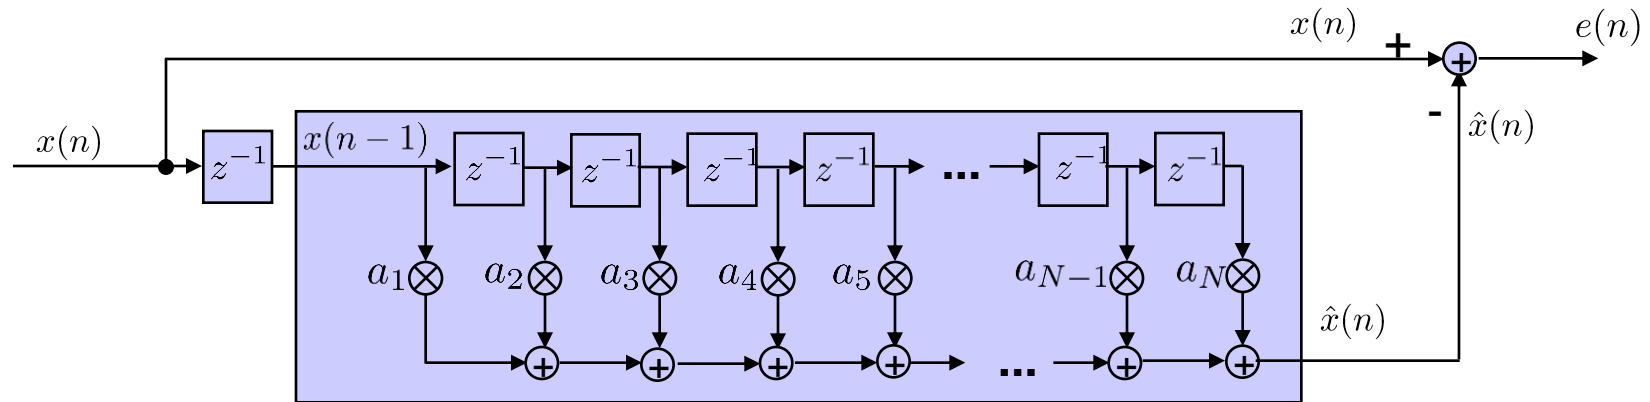 x(n) + e(n)
x(n) z⁻¹ x(n − 1) z⁻¹ z⁻¹ z⁻¹ z⁻¹ ... z⁻¹ z⁻¹ - x̂(n)
a₁ a₂ a₃ a₄ a₅ a_{N−1} a_N
x̂(n)
+ + + + ... + +